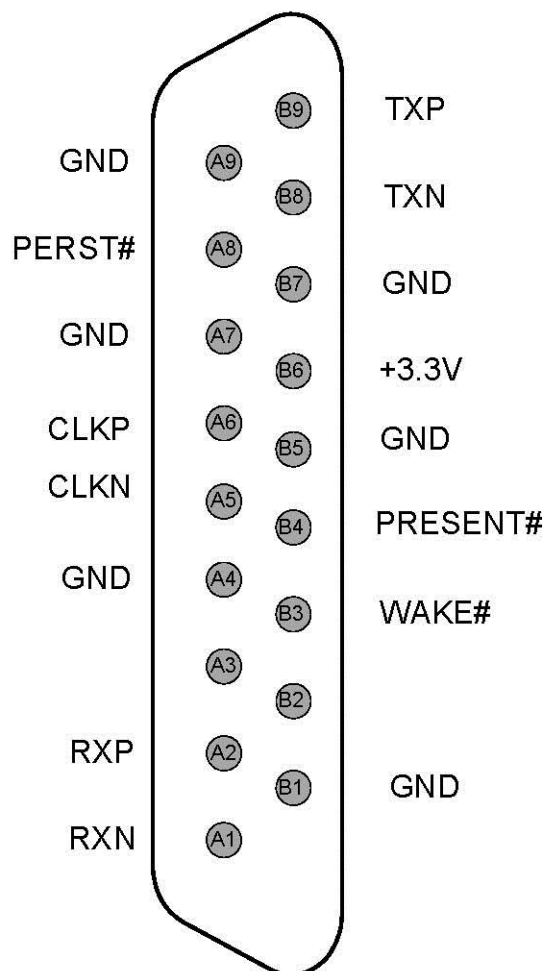 B9 TXP
GND A9
B8 TXN
PERST# A8
B7 GND
GND A7
B6 +3.3V
CLKP A6
B5 GND
CLKN A5
B4 PRESENT#
GND A4
B3 WAKE#
A3
B2
RXP A2
B1 GND
RXN A1